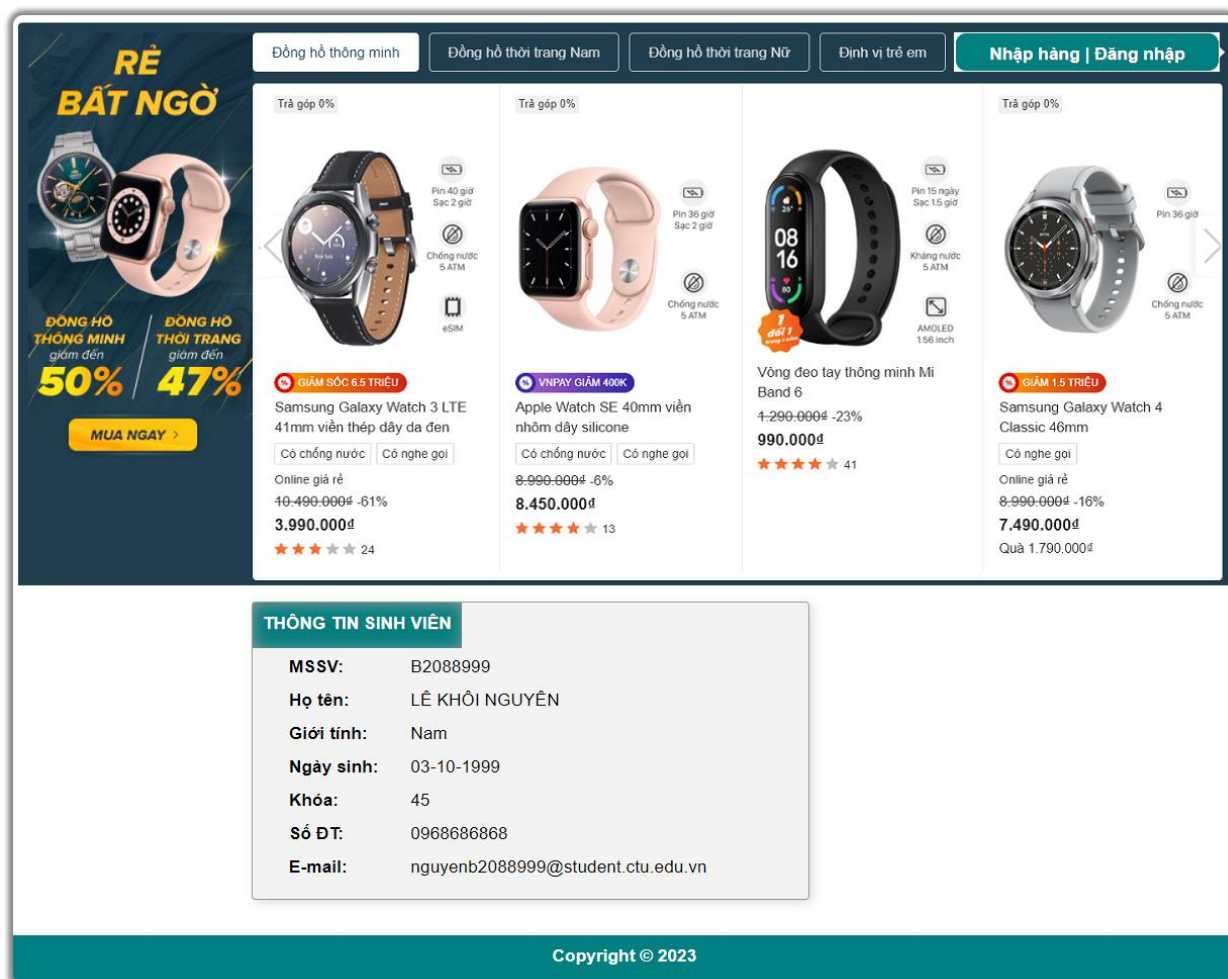 RẺ
BẤT NGỜ
ĐỒNG HỒ
THÔNG MINH
giảm đến
50%
ĐỒNG HỒ
THỜI TRANG
giảm đến
47%
MUA NGAY >
Đồng hồ thông minh
Đồng hồ thời trang Nam
Đồng hồ thời trang Nữ
Định vị trẻ em
Nhập hàng | Đăng nhập
Trả góp 0%
Pin 40 giờ
Sạc 2 giờ
Chống nước
5 ATM
eSIM
% GIẢM SỐC 6.5 TRIỆU
Samsung Galaxy Watch 3 LTE
41mm viền thép dây da đen
Có chống nước Có nghe gọi
Online giá rẻ
10.490.000₫ -61%
3.990.000₫
24
Trả góp 0%
Pin 36 giờ
Sạc 2 giờ
Chống nước
5 ATM
% VNPAY GIẢM 400K
Apple Watch SE 40mm viền
nhôm dây silicone
Có chống nước Có nghe gọi
8.990.000₫ -6%
8.450.000₫
13
26°
08
16
80
Pin 15 ngày
Sạc 1.5 giờ
Kháng nước
5 ATM
AMOLED
1.56 inch
1
đổi 1
trong 1 năm
Vòng đeo tay thông minh Mi
Band 6
1.290.000₫ -23%
990.000₫
41
Trả góp 0%
Pin 36 giờ
Chống nước
5 ATM
% GIẢM 1.5 TRIỆU
Samsung Galaxy Watch 4
Classic 46mm
Có nghe gọi
Online giá rẻ
8.990.000₫ -16%
7.490.000₫
Quà 1.790.000₫
THÔNG TIN SINH VIÊN
MSSV: B2088999
Họ tên: LÊ KHÔI NGUYÊN
Giới tính: Nam
Ngày sinh: 03-10-1999
Khóa: 45
Số ĐT: 0968686868
E-mail: nguyenb2088999@student.ctu.edu.vn
Copyright © 2023